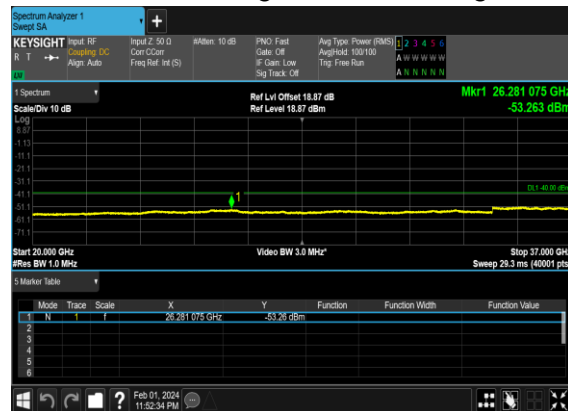 Spectrum Analyzer 1
Swept SA
+
KEYSIGHT Input: RF Input Z: 50 Ω #Atten: 10 dB PNO: Fast Avg Type: Power (RMS) 1 2 3 4 5 6
R T Coupling: DC Corr CCorr Gate: Off Avg|Hold: 100/100 A W W W W W
Align: Auto Freq Ref: Int (S) IF Gain: Low Trig: Free Run
LW Sig Track: Off A N N N N N
1 Spectrum Ref Lvl Offset 18.87 dB Mkr1 26.281 075 GHz
Scale/Div 10 dB Ref Level 18.87 dBm -53.263 dBm
Log
8.87
-1.13
-11.1
-21.1
-31.1
DL1 -40.00 dBm
-41.1
1
-51.1
-61.1
-71.1
Start 20.000 GHz Video BW 3.0 MHz* Stop 37.000 GHz
#Res BW 1.0 MHz Sweep 29.3 ms (40001 pts)
5 Marker Table
Mode Trace Scale X Y Function Function Width Function Value
1 N 1 f 26.281 075 GHz -53.26 dBm
2
3
4
5
6
? Feb 01, 2024
11:52:34 PM